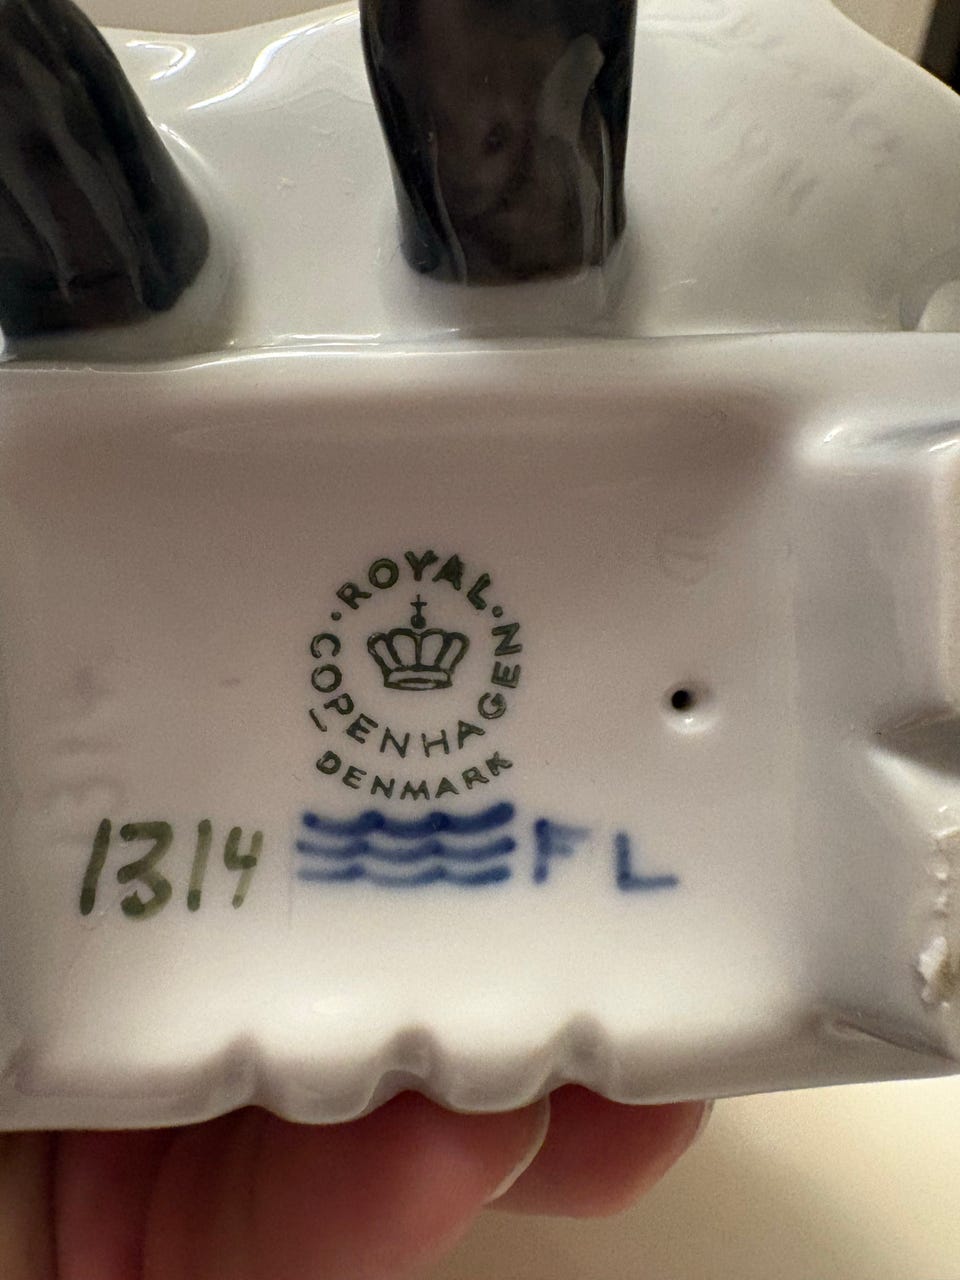 ROYAL
COPENHAGEN
DENMARK
1314 FL